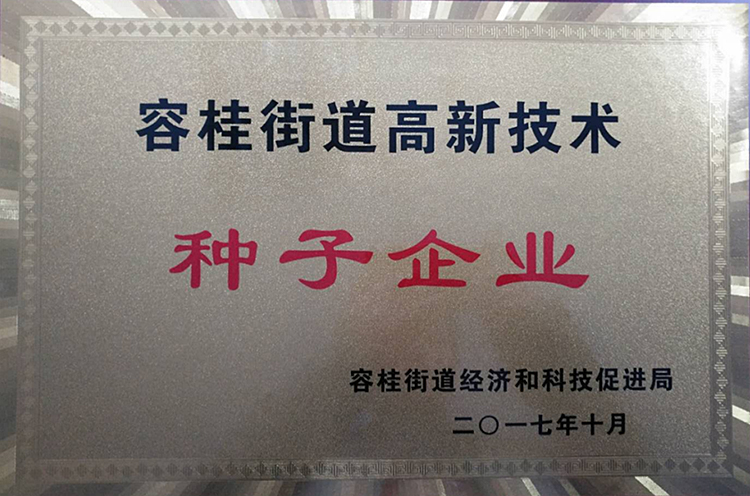 容桂街道高新技术
种子企业
容桂街道经济和科技促进局
二〇一七年十月